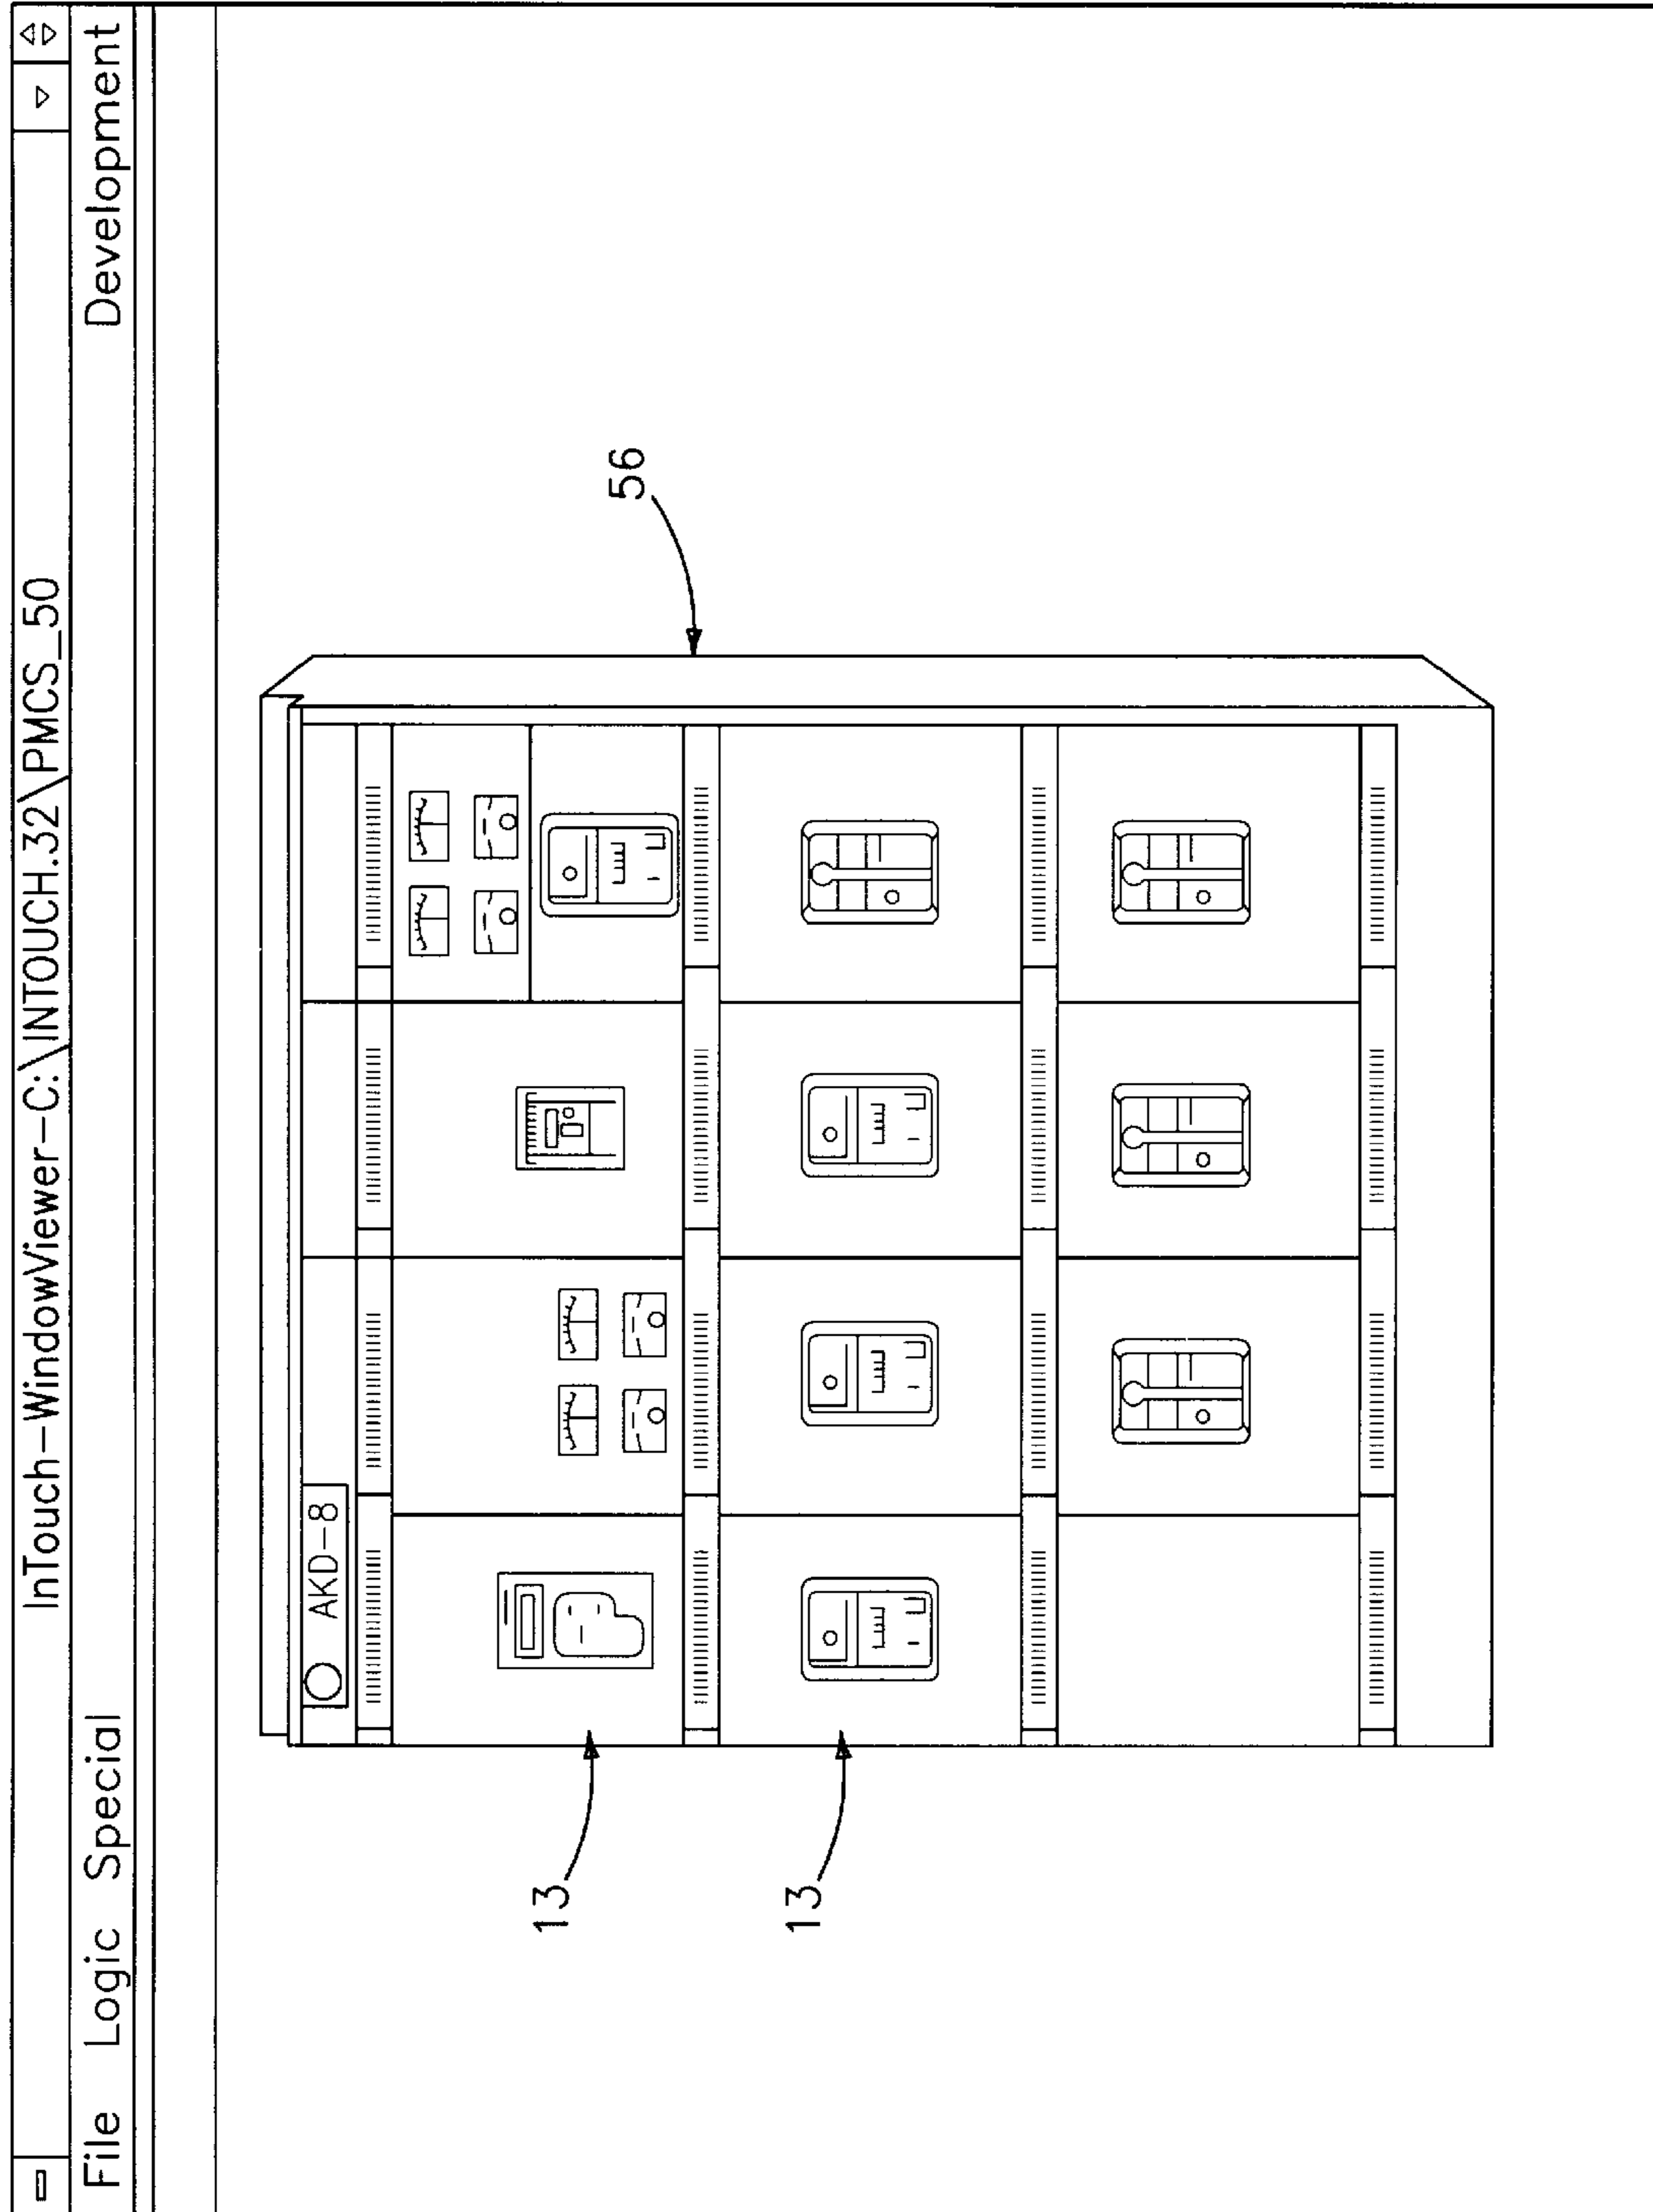 InTouch-WindowViewer-C:\INTOUCH.32\PMCS_50
File Logic Special Development
AKD-8
56
13
13